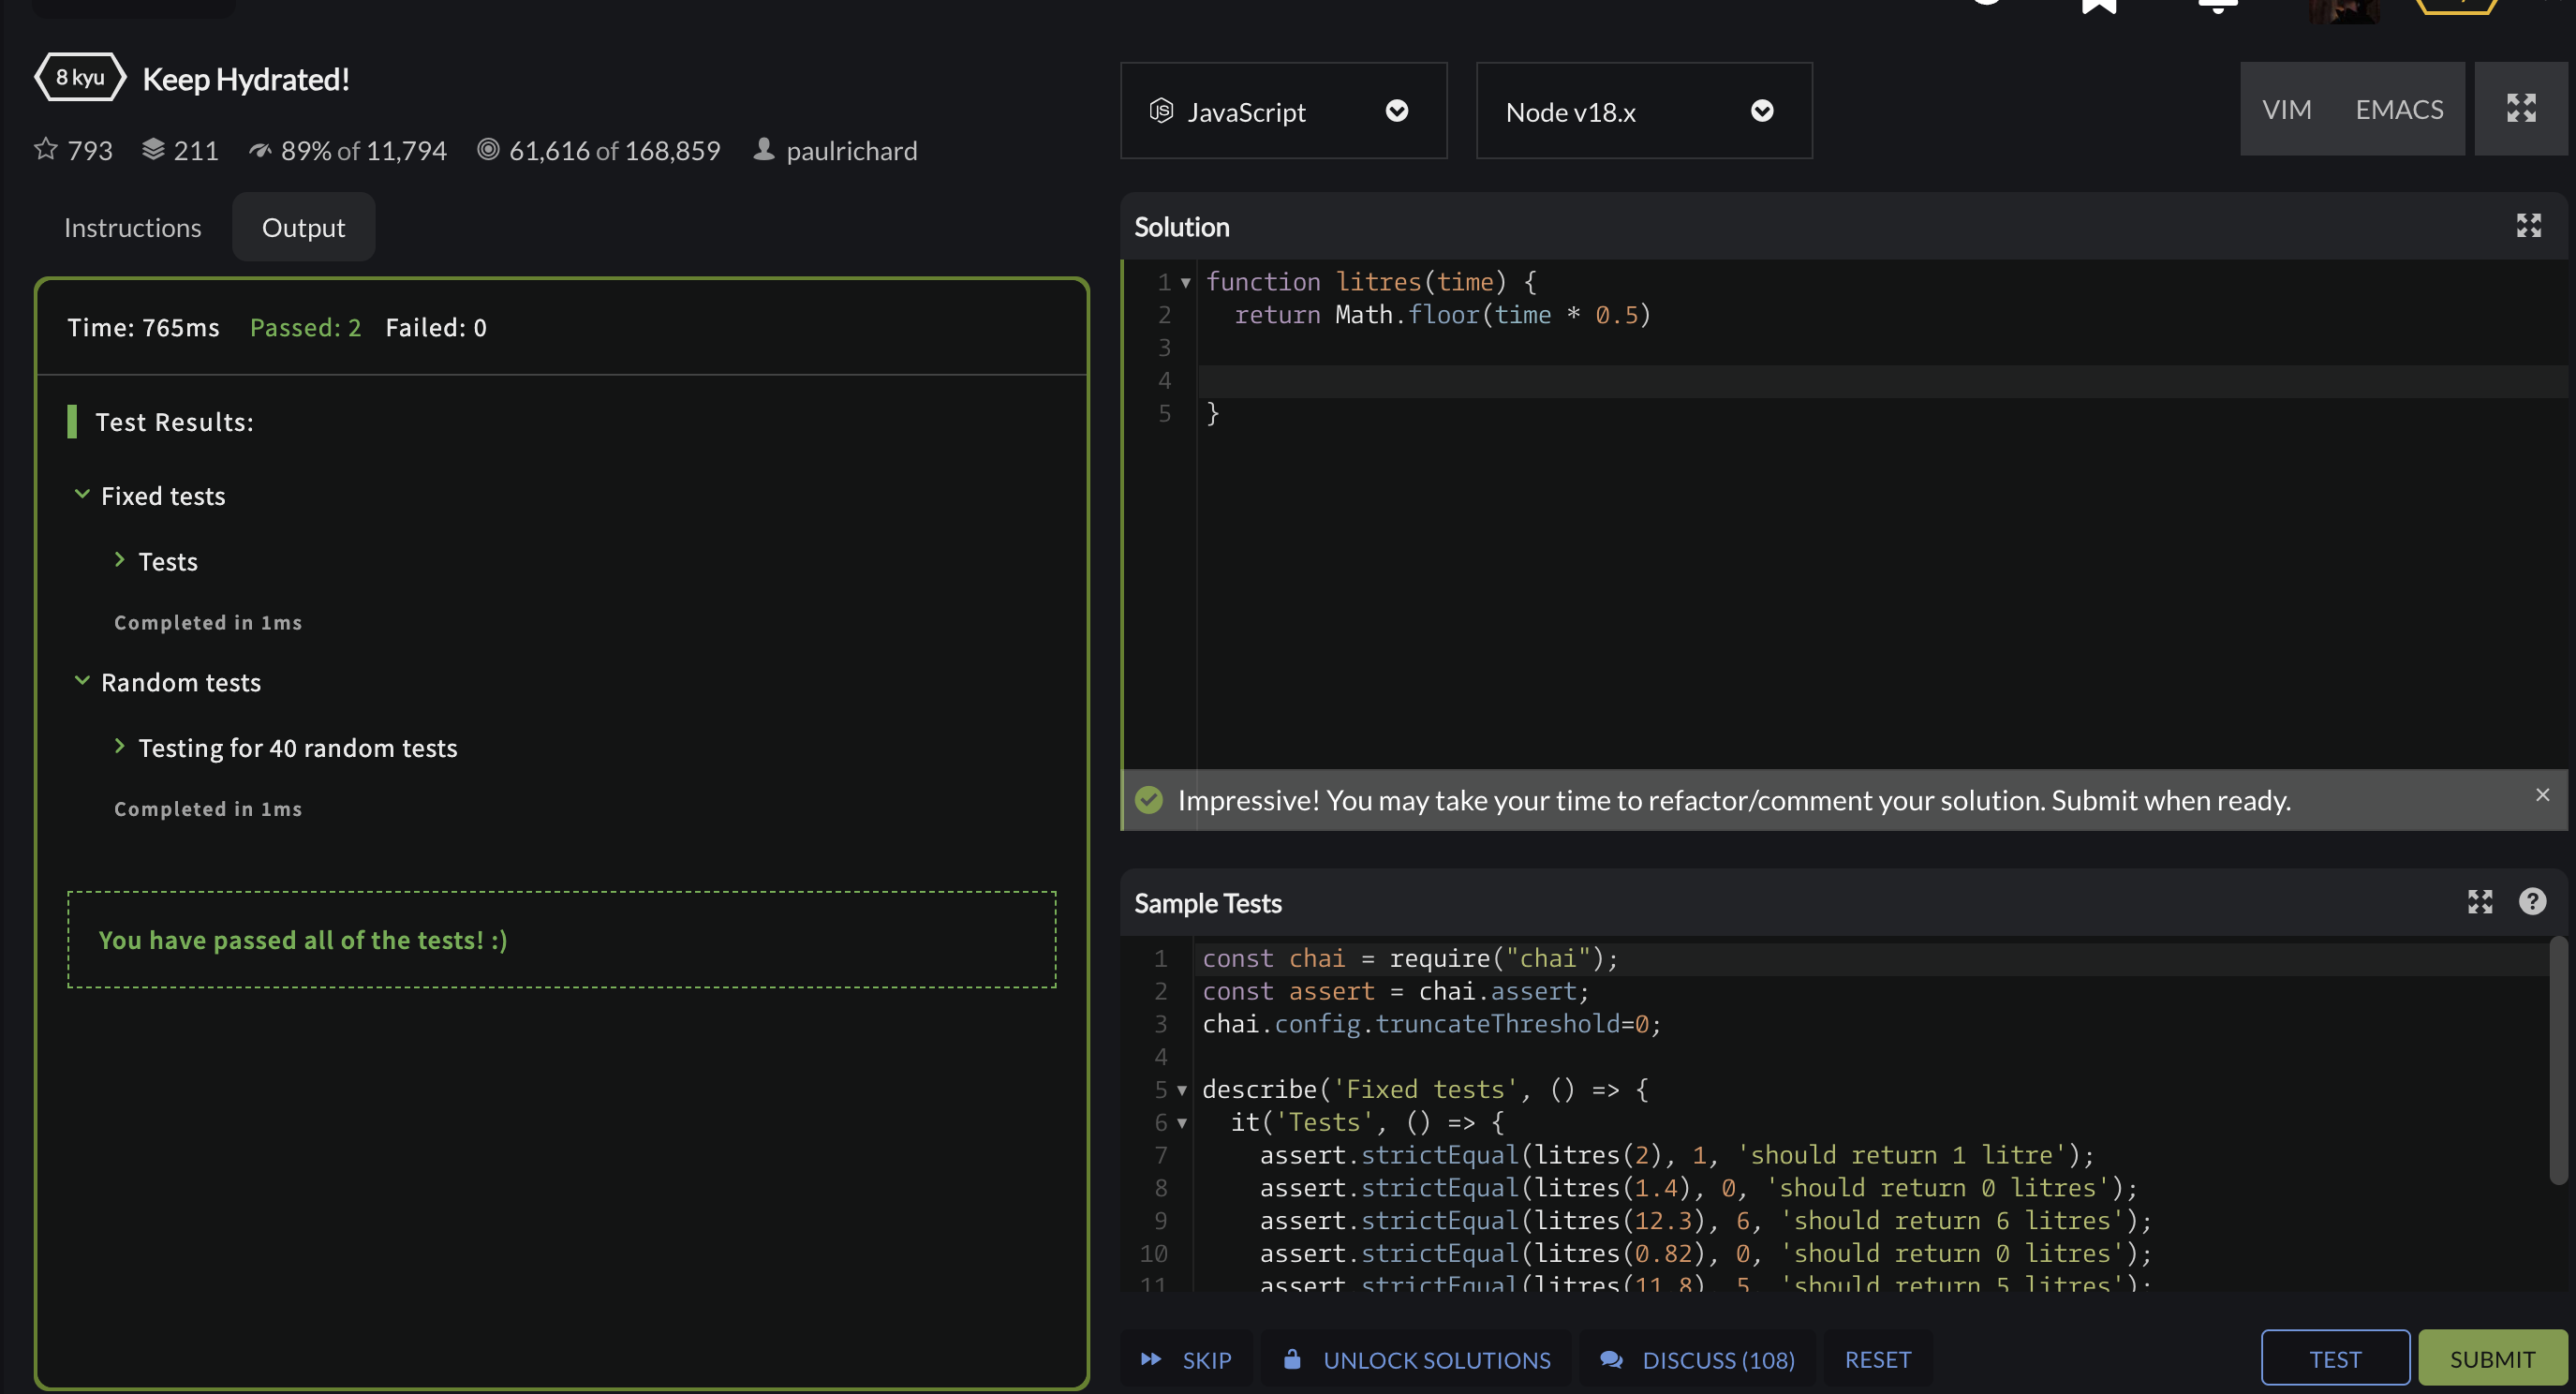 8 kyu Keep Hydrated!
793 211 89% of 11,794 61,616 of 168,859 paulrichard
Instructions Output
Time: 765ms Passed: 2 Failed: 0
Test Results:
Fixed tests
Tests
Completed in 1ms
Random tests
Testing for 40 random tests
Completed in 1ms
You have passed all of the tests! :)
JavaScript Node v18.x VIM EMACS
Solution
1 function litres(time) {
2 return Math.floor(time * 0.5)
3
4
5 }
Impressive! You may take your time to refactor/comment your solution. Submit when ready.
Sample Tests
1 const chai = require("chai");
2 const assert = chai.assert;
3 chai.config.truncateThreshold=0;
4
5 describe('Fixed tests', () => {
6 it('Tests', () => {
7 assert.strictEqual(litres(2), 1, 'should return 1 litre');
8 assert.strictEqual(litres(1.4), 0, 'should return 0 litres');
9 assert.strictEqual(litres(12.3), 6, 'should return 6 litres');
10 assert.strictEqual(litres(0.82), 0, 'should return 0 litres');
11 assert.strictEqual(litres(11.8), 5, 'should return 5 litres');
SKIP UNLOCK SOLUTIONS DISCUSS (108) RESET TEST SUBMIT